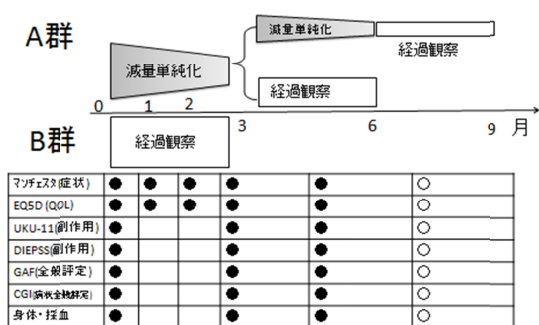 A群
減量単純化
経過観察
減量単純化
経過観察
0
1
2
3
6
9
月
B群
経過観察
マンチェスタ(症状)
EQ5D (QOL)
UKU-11(副作用)
DIEPSS(副作用)
GAF(全般評定)
CGI(病状全般評定)
身体・採血